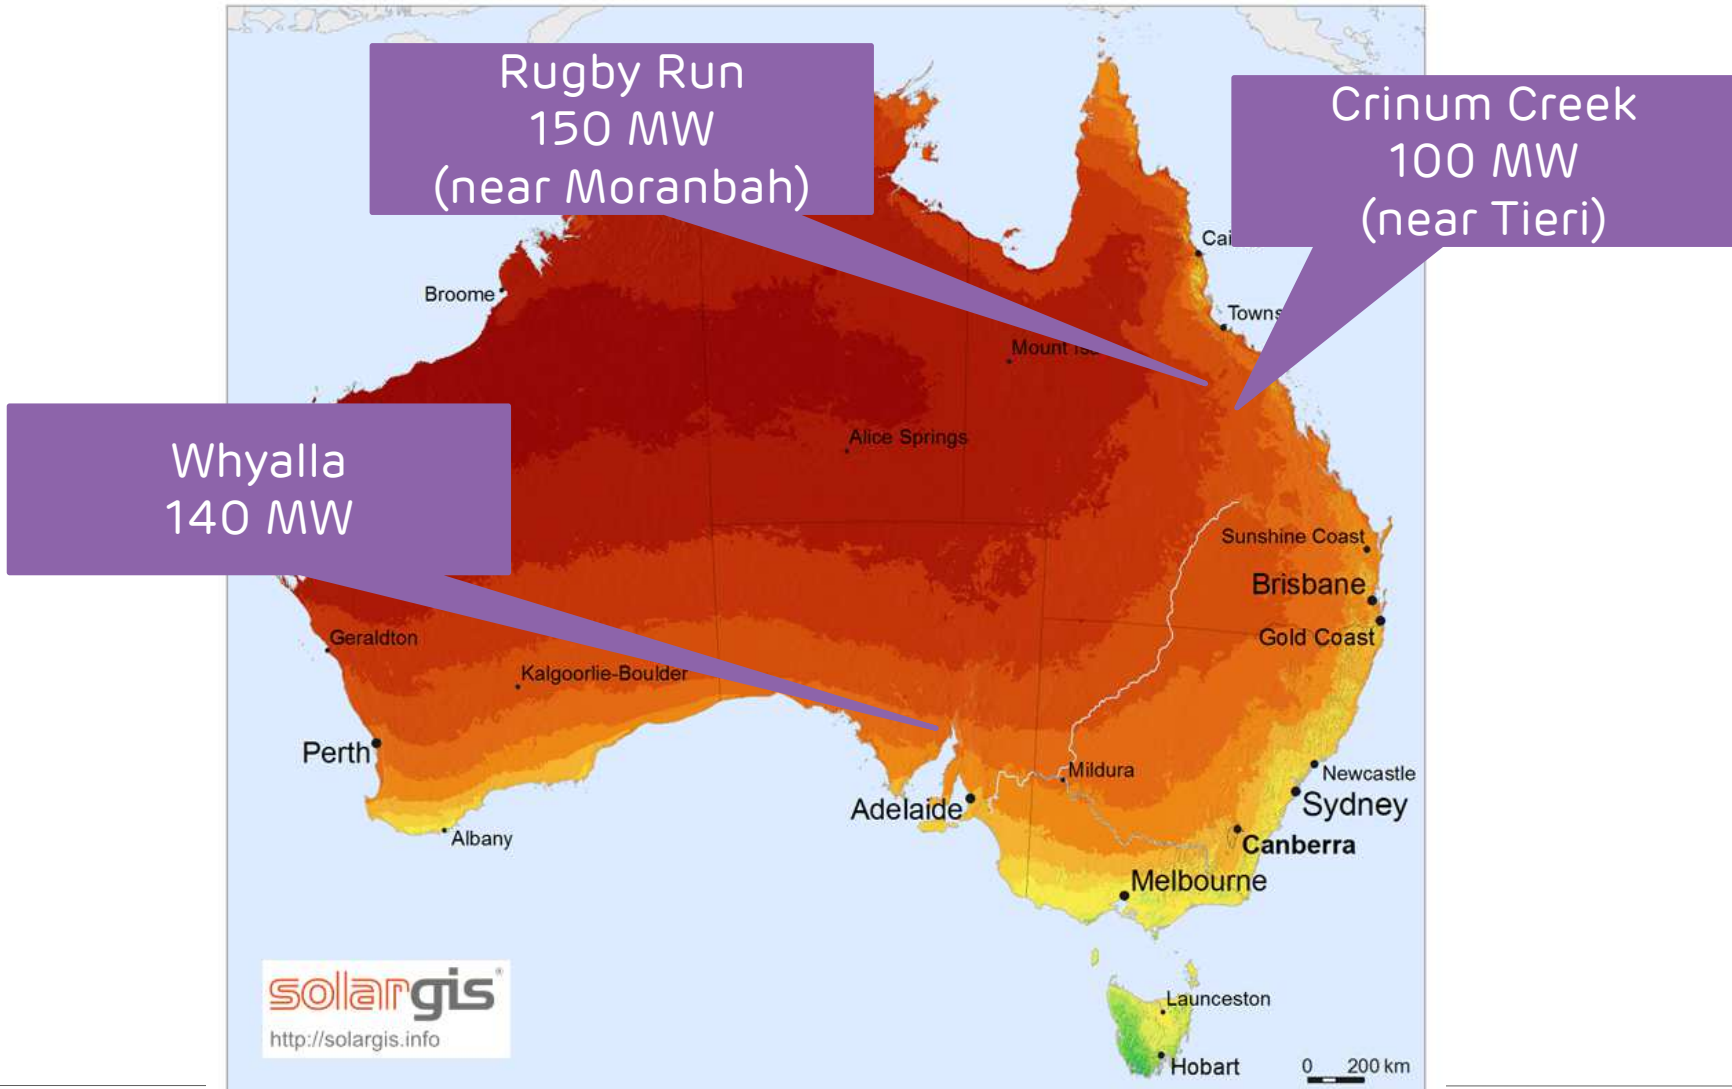 Rugby Run
150 MW
(near Moranbah)
Crinum Creek
100 MW
(near Tieri)
Broome
Mount
Alice Springs
Whyalla
140 MW
Sunshine Coast
Brisbane
Gold Coast
Geraldton
Kalgoorlie-Boulder
Perth
Mildura
Newcastle
Adelaide
Sydney
Albany
Canberra
Melbourne
solargis®
http://solargis.info
Launceston
Hobart
0 200 km